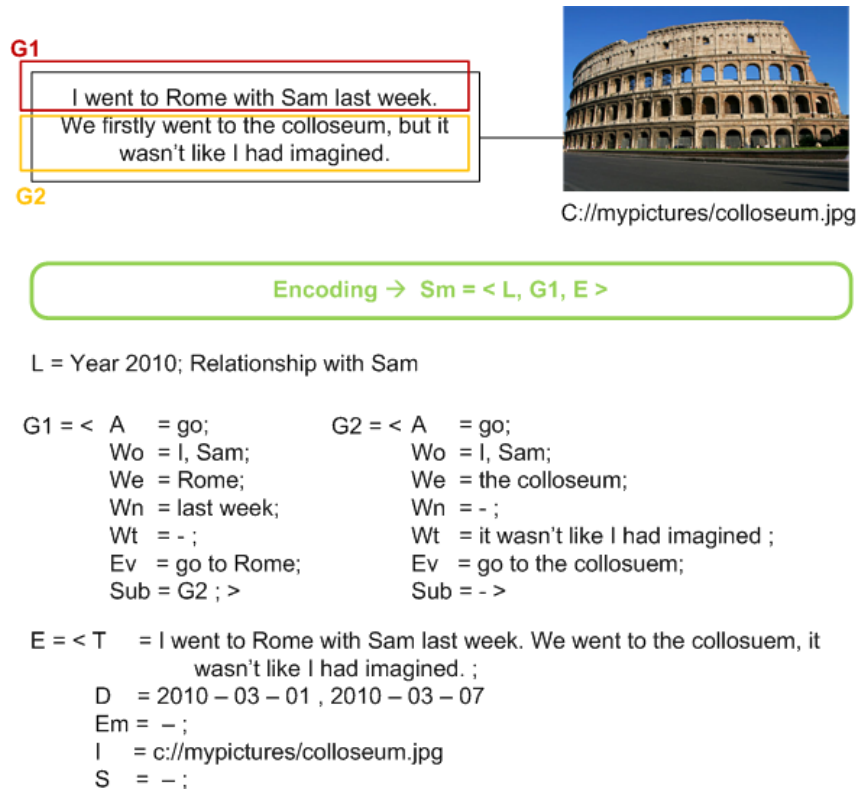 G1
I went to Rome with Sam last week.
We firstly went to the colloseum, but it
wasn't like I had imagined.
G2
C://mypictures/colloseum.jpg
Encoding → Sm = < L, G1, E >
L = Year 2010; Relationship with Sam
G1 = < A = go;
Wo = I, Sam;
We = Rome;
Wn = last week;
Wt = - ;
Ev = go to Rome;
Sub = G2 ; >
G2 = < A = go;
Wo = I, Sam;
We = the colloseum;
Wn = - ;
Wt = it wasn't like I had imagined ;
Ev = go to the collosuem;
Sub = - >
E = < T = I went to Rome with Sam last week. We went to the collosuem, it
wasn't like I had imagined. ;
D = 2010 – 03 – 01 , 2010 – 03 – 07
Em = – ;
I = c://mypictures/colloseum.jpg
S = – ;